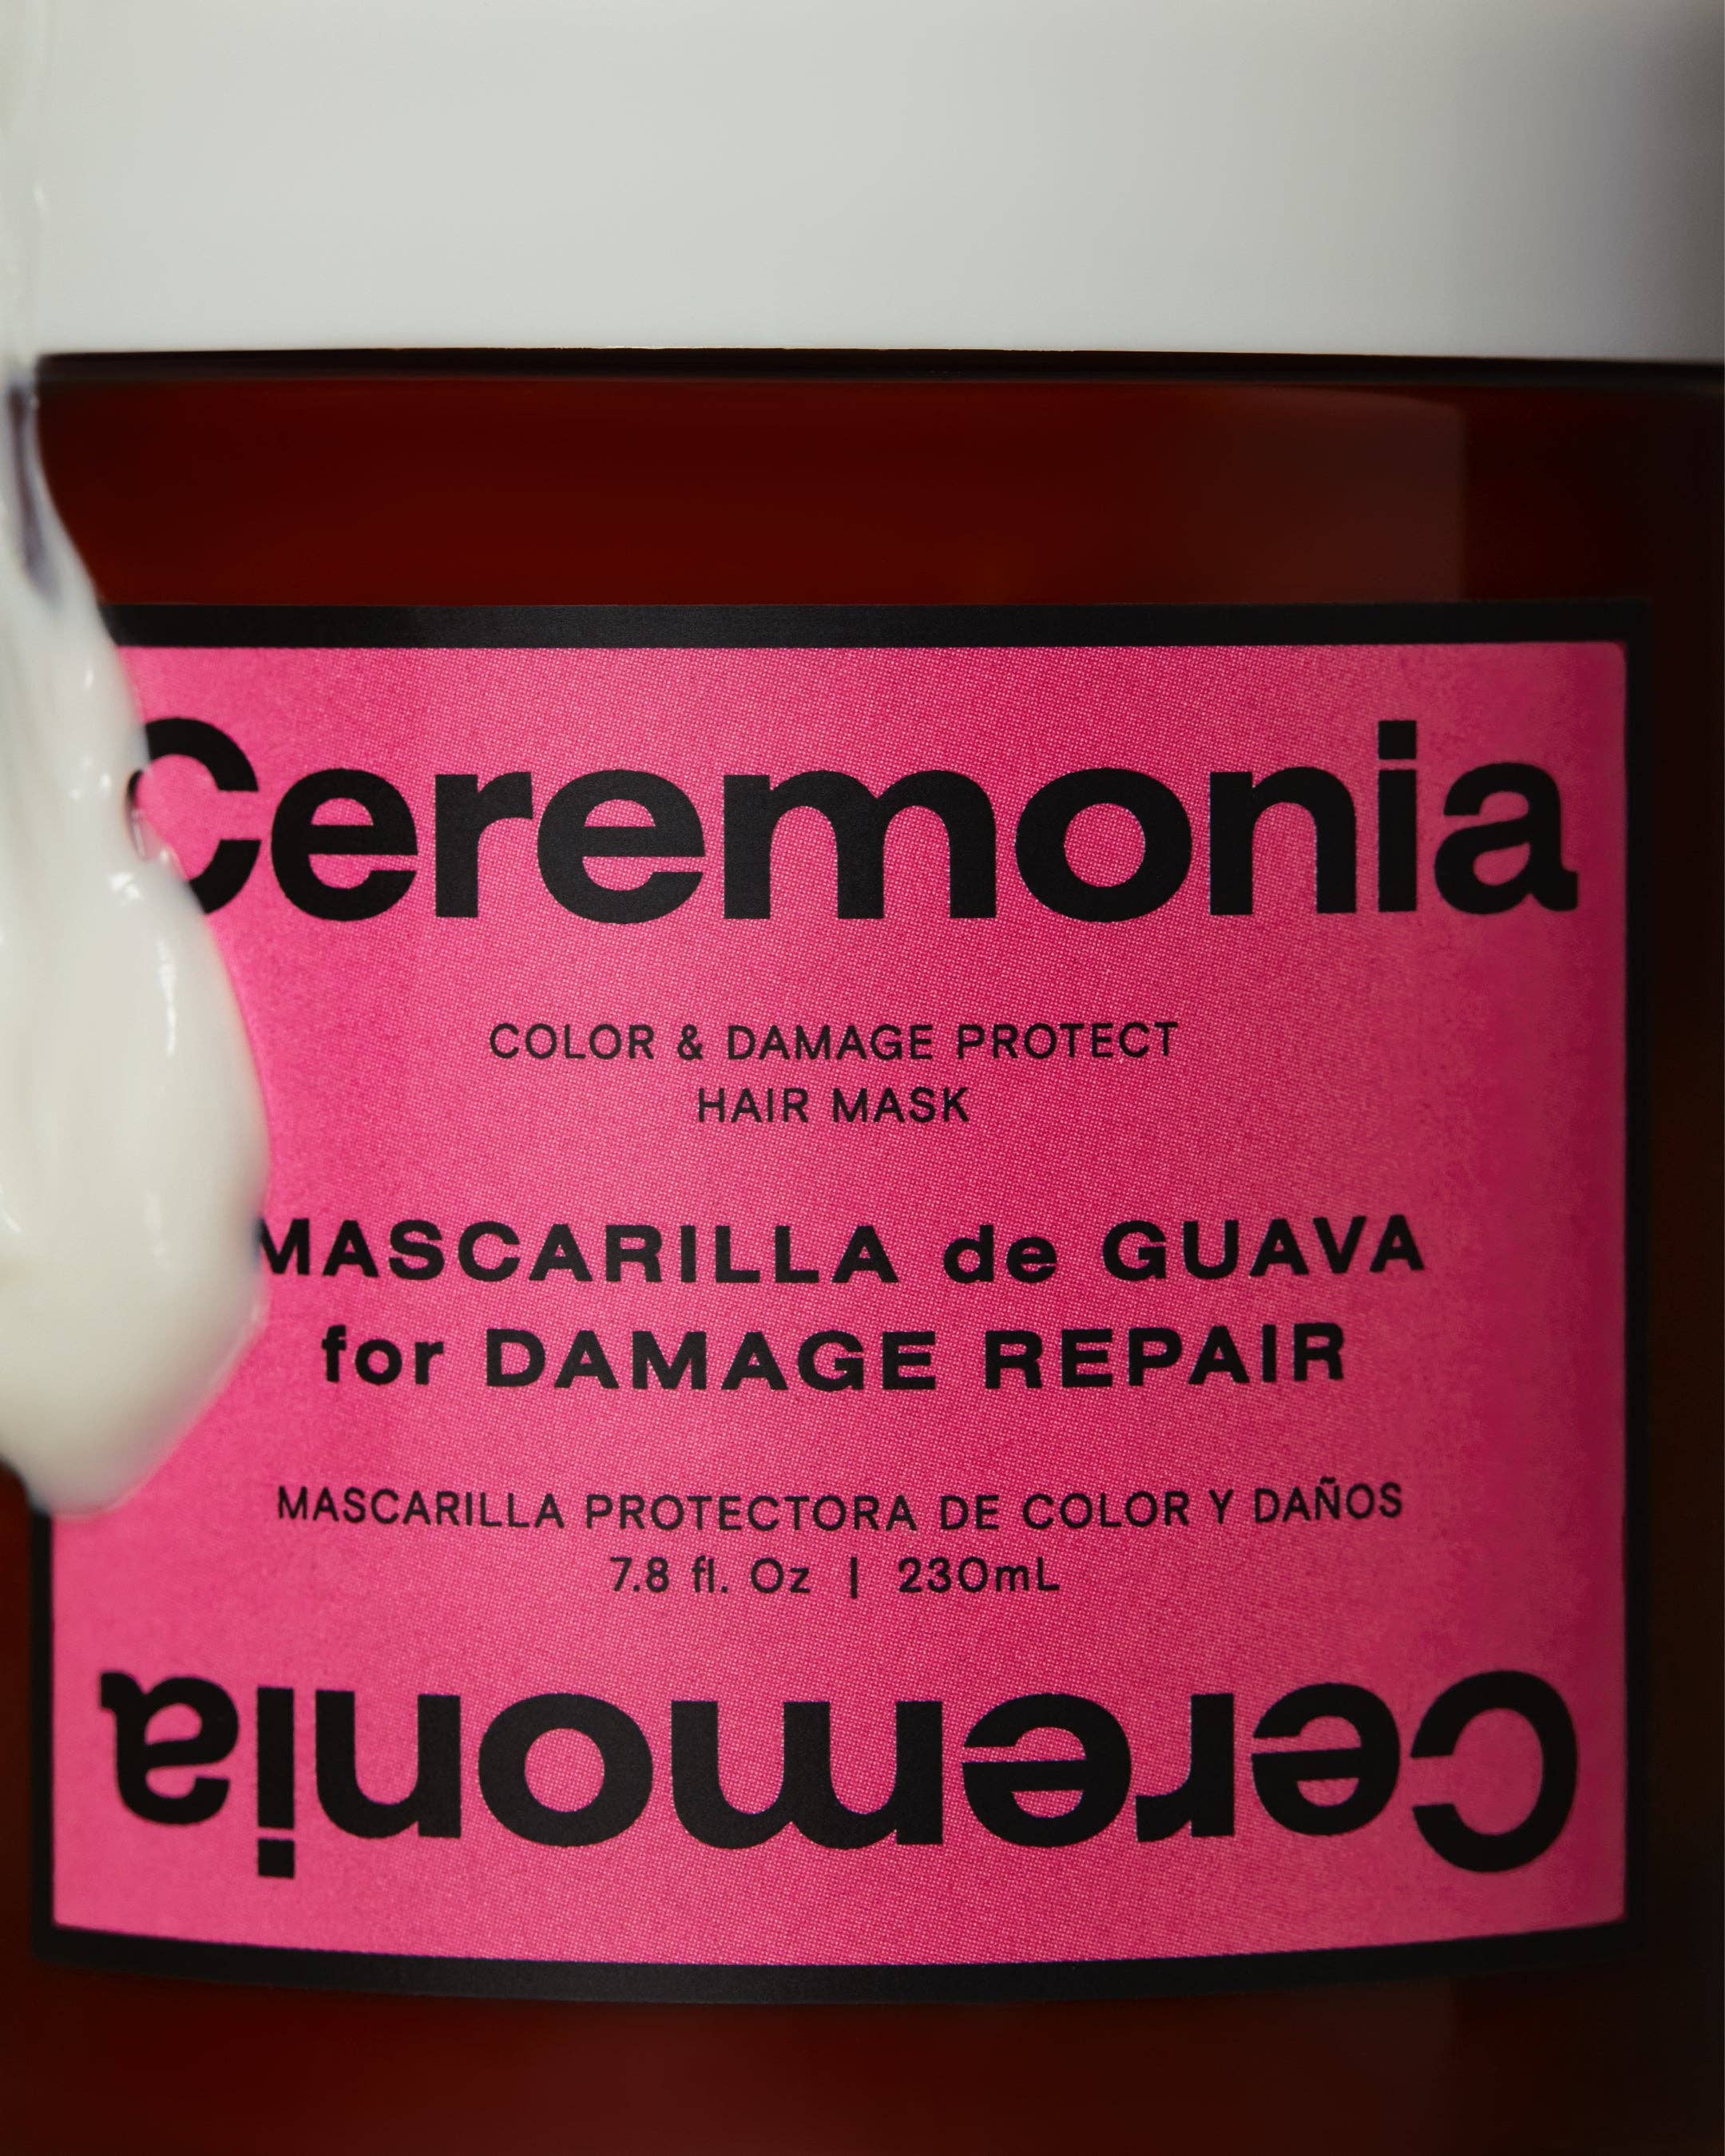 Ceremonia
COLOR & DAMAGE PROTECT
HAIR MASK
MASCARILLA de GUAVA
for DAMAGE REPAIR
MASCARILLA PROTECTORA DE COLOR Y DAÑOS
7.8 fl. Oz | 230mL
Ceremonia